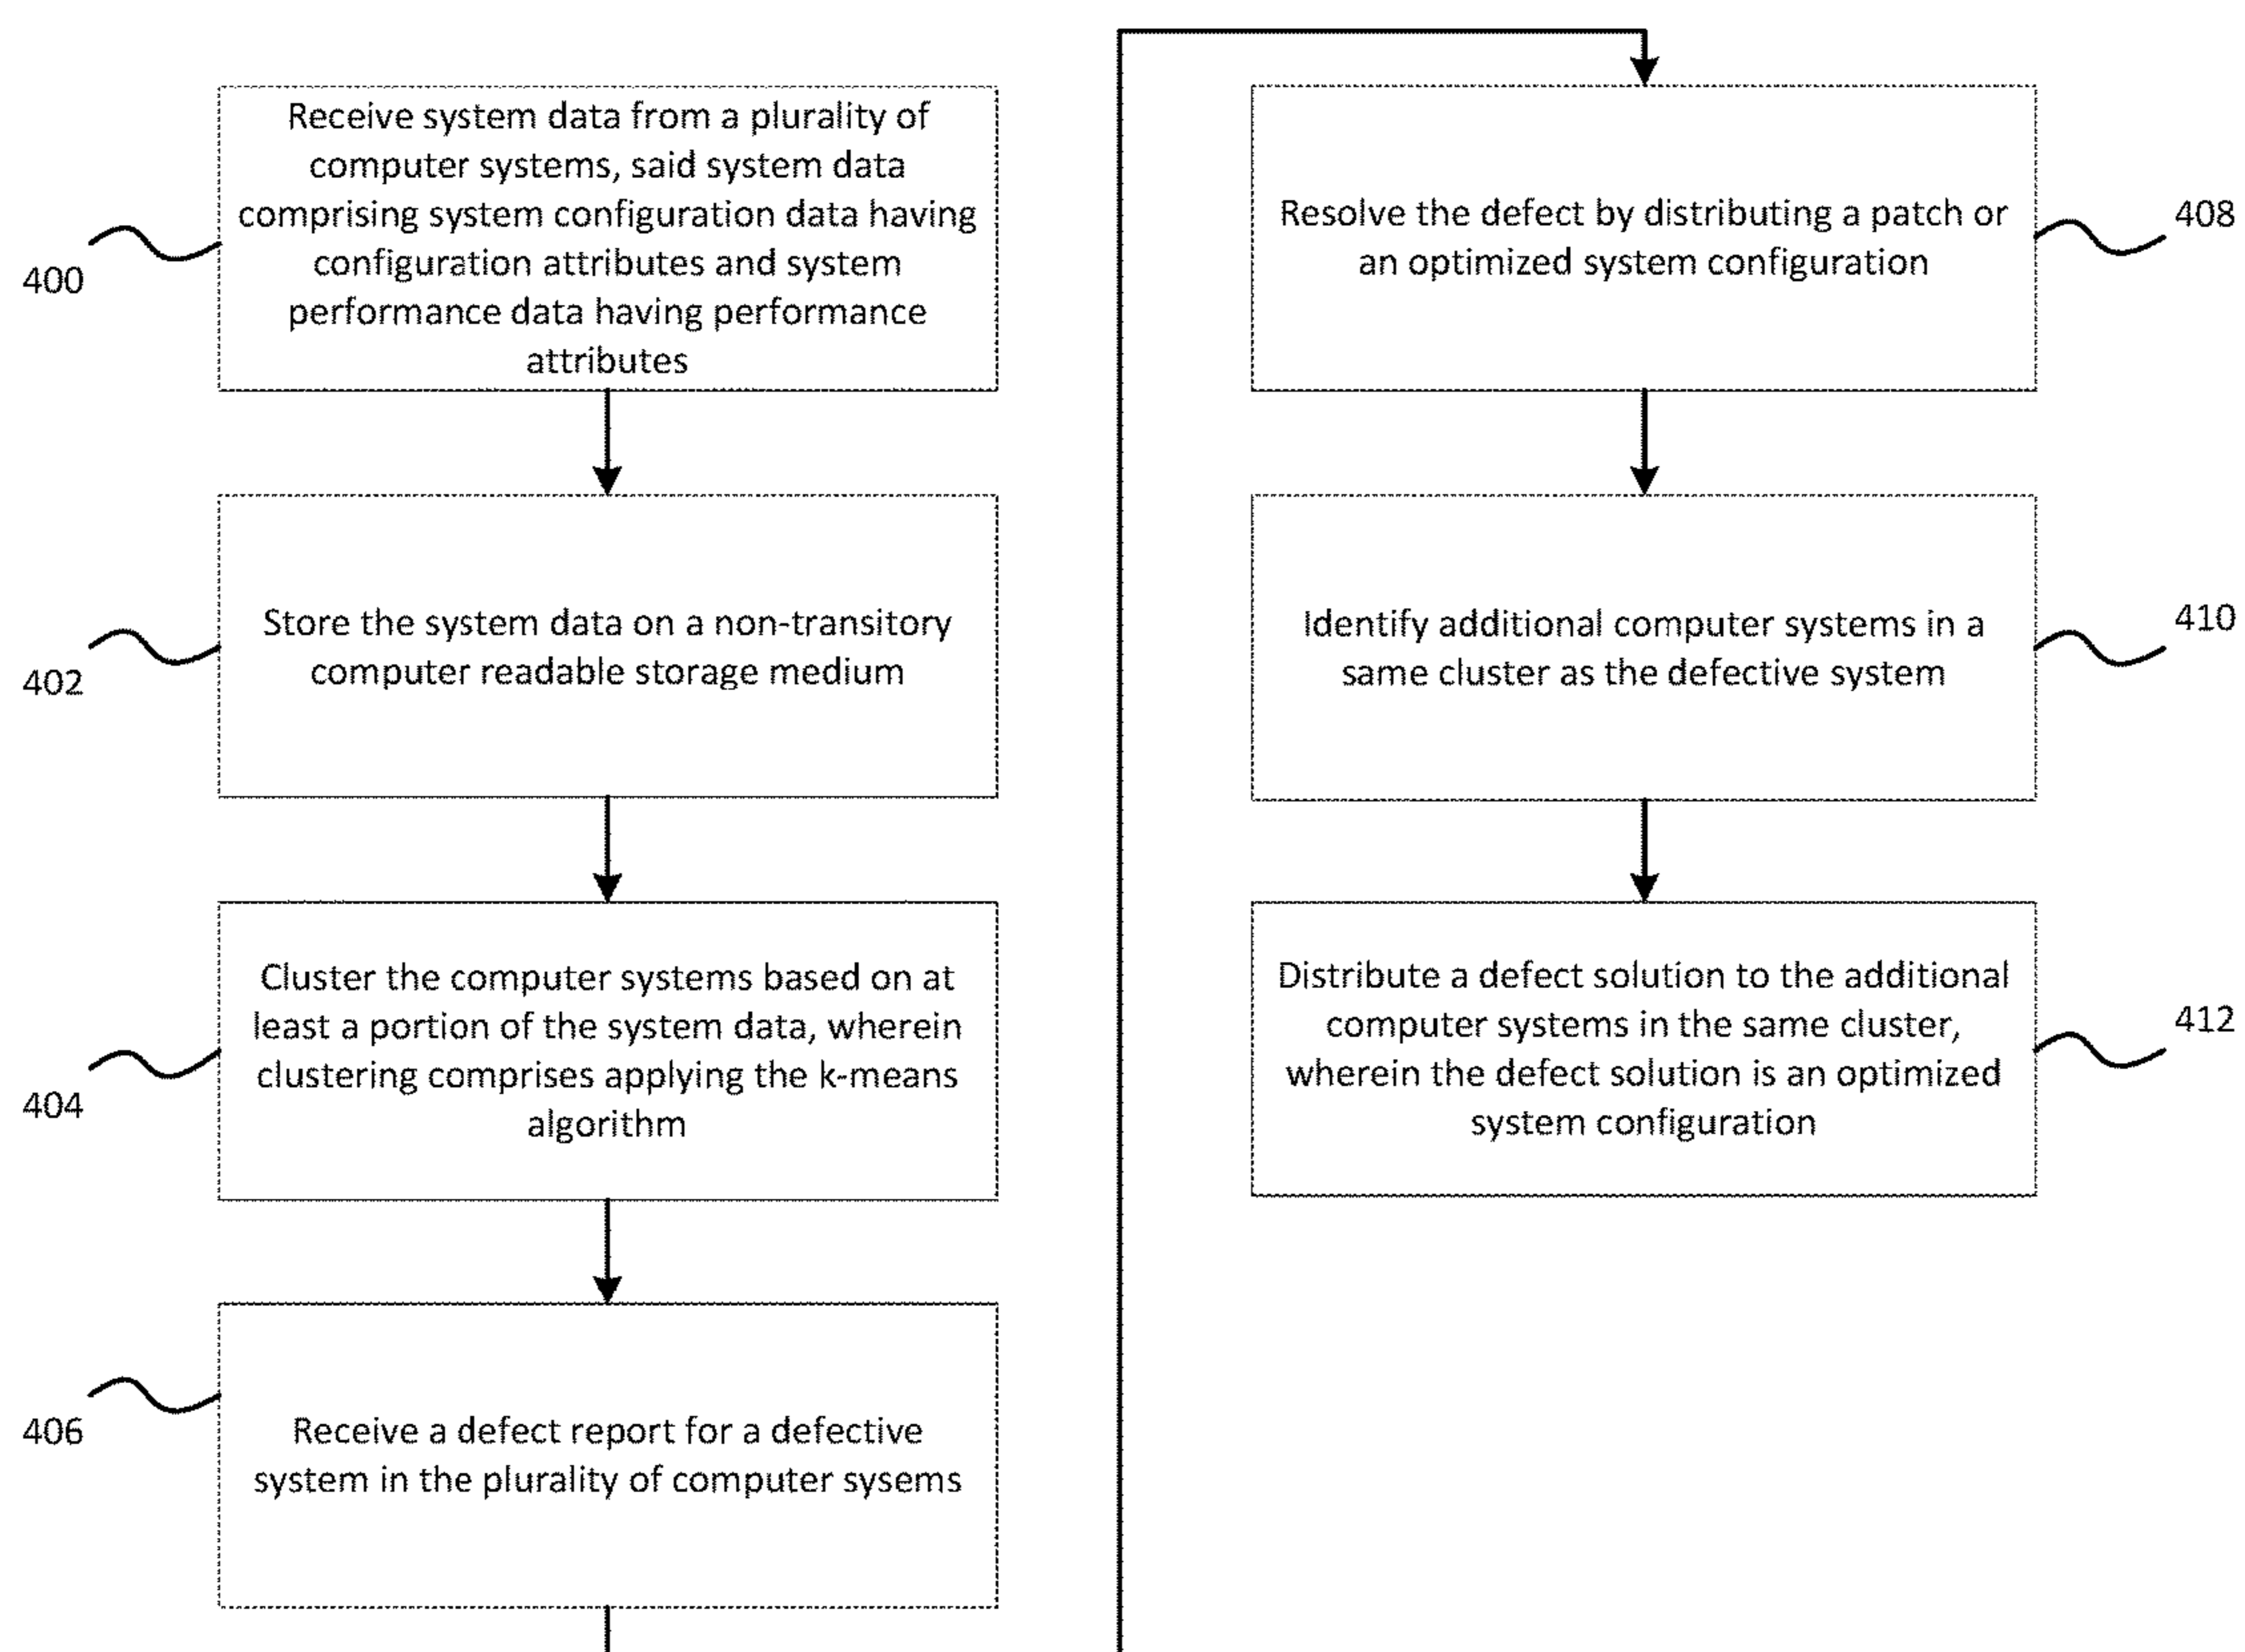 Receive system data from a plurality of
computer systems, said system data
comprising system configuration data having
configuration attributes and system
performance data having performance
attributes
400
Store the system data on a non-transitory
computer readable storage medium
402
Cluster the computer systems based on at
least a portion of the system data, wherein
clustering comprises applying the k-means
algorithm
404
Receive a defect report for a defective
system in the plurality of computer sysems
406
Resolve the defect by distributing a patch or
an optimized system configuration
408
Identify additional computer systems in a
same cluster as the defective system
410
Distribute a defect solution to the additional
computer systems in the same cluster,
wherein the defect solution is an optimized
system configuration
412